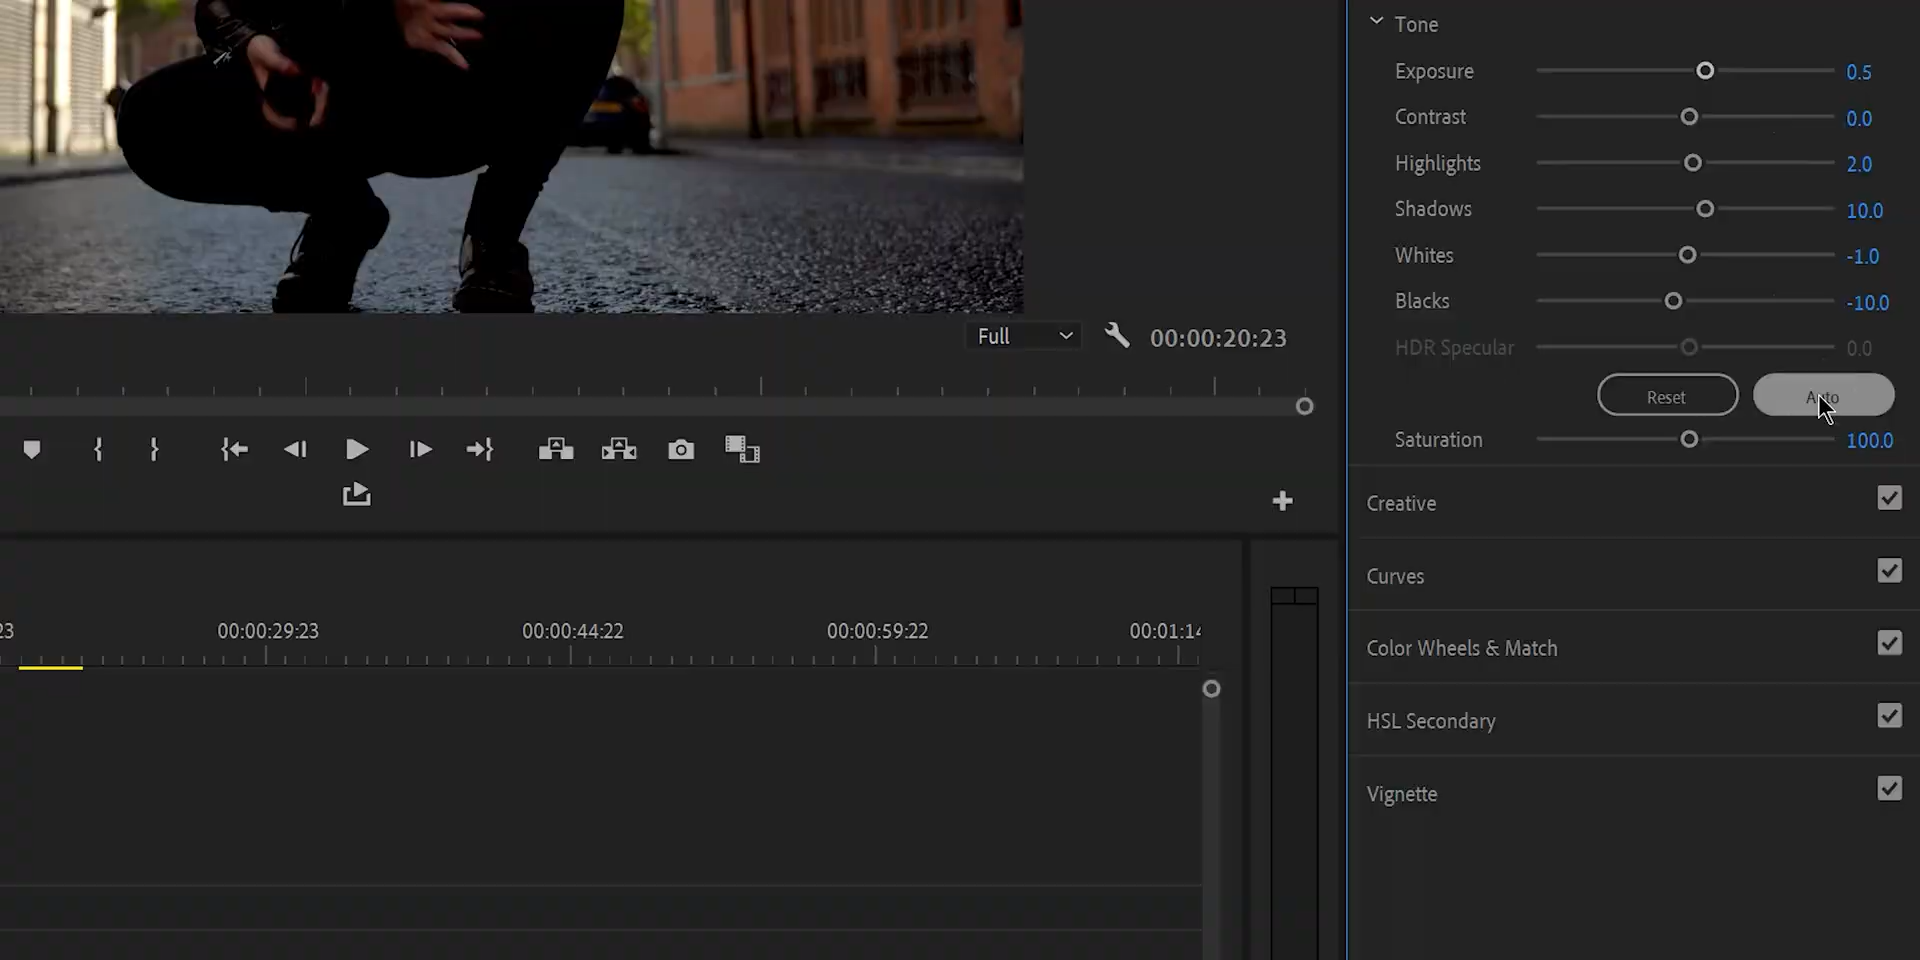 Tone
Exposure 0.5
Contrast 0.0
Highlights 2.0
Shadows 10.0
Whites -1.0
Blacks -10.0
HDR Specular 0.0
Reset Auto
Saturation 100.0
Creative
Curves
Color Wheels & Match
HSL Secondary
Vignette
Full 00:00:20:23
23 00:00:29:23 00:00:44:22 00:00:59:22 00:01:14